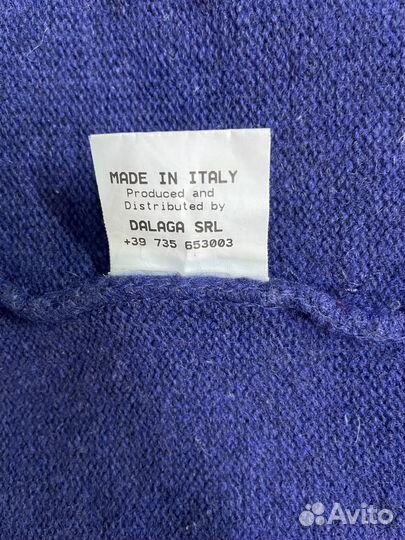 MADE IN ITALY
Produced and
Distributed by
DALAGA SRL
+39 735 653003
Avito